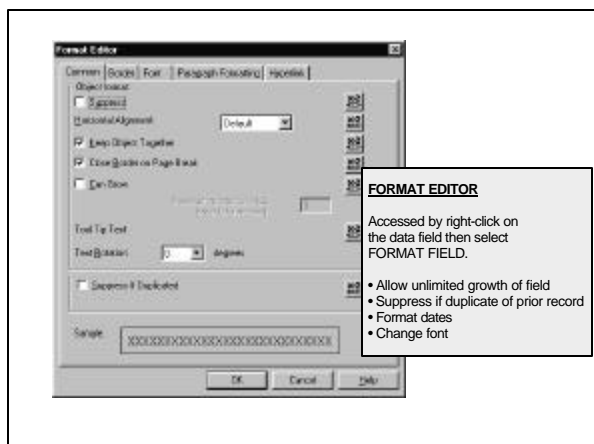 Format Editor
Common Border Font Paragraph Formatting Hyperlink
Object format
Suppress
Horizontal Alignment: Default
Keep Object Together
Close Border on Page Break
Can Grow
Tool Tip Text
Text Rotation: 0 degrees
Suppress If Duplicated
Sample
XXXXXXXXXXXXXXXXXXXXXXXXXXXXXX
OK Cancel Help
FORMAT EDITOR
Accessed by right-click on
the data field then select
FORMAT FIELD.
• Allow unlimited growth of field
• Suppress if duplicate of prior record
• Format dates
• Change font